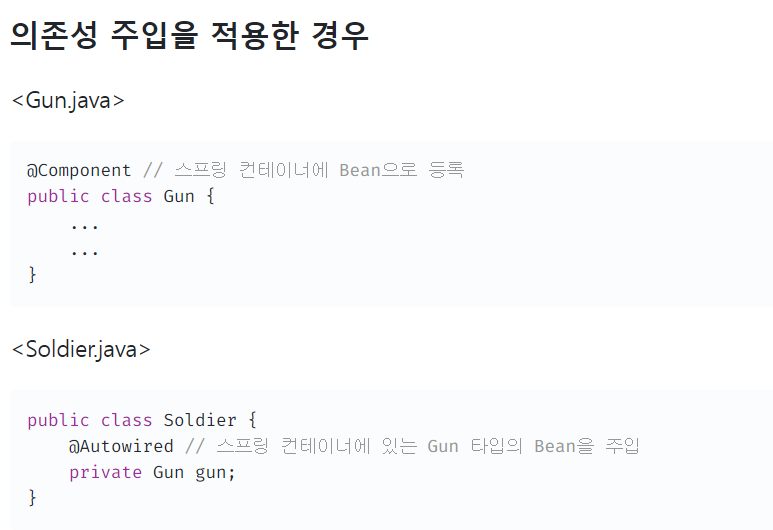 의존성 주입을 적용한 경우
<Gun.java>
@Component // 스프링 컨테이너에 Bean으로 등록
public class Gun {
    ...
    ...
}
<Soldier.java>
public class Soldier {
    @Autowired // 스프링 컨테이너에 있는 Gun 타입의 Bean을 주입
    private Gun gun;
}